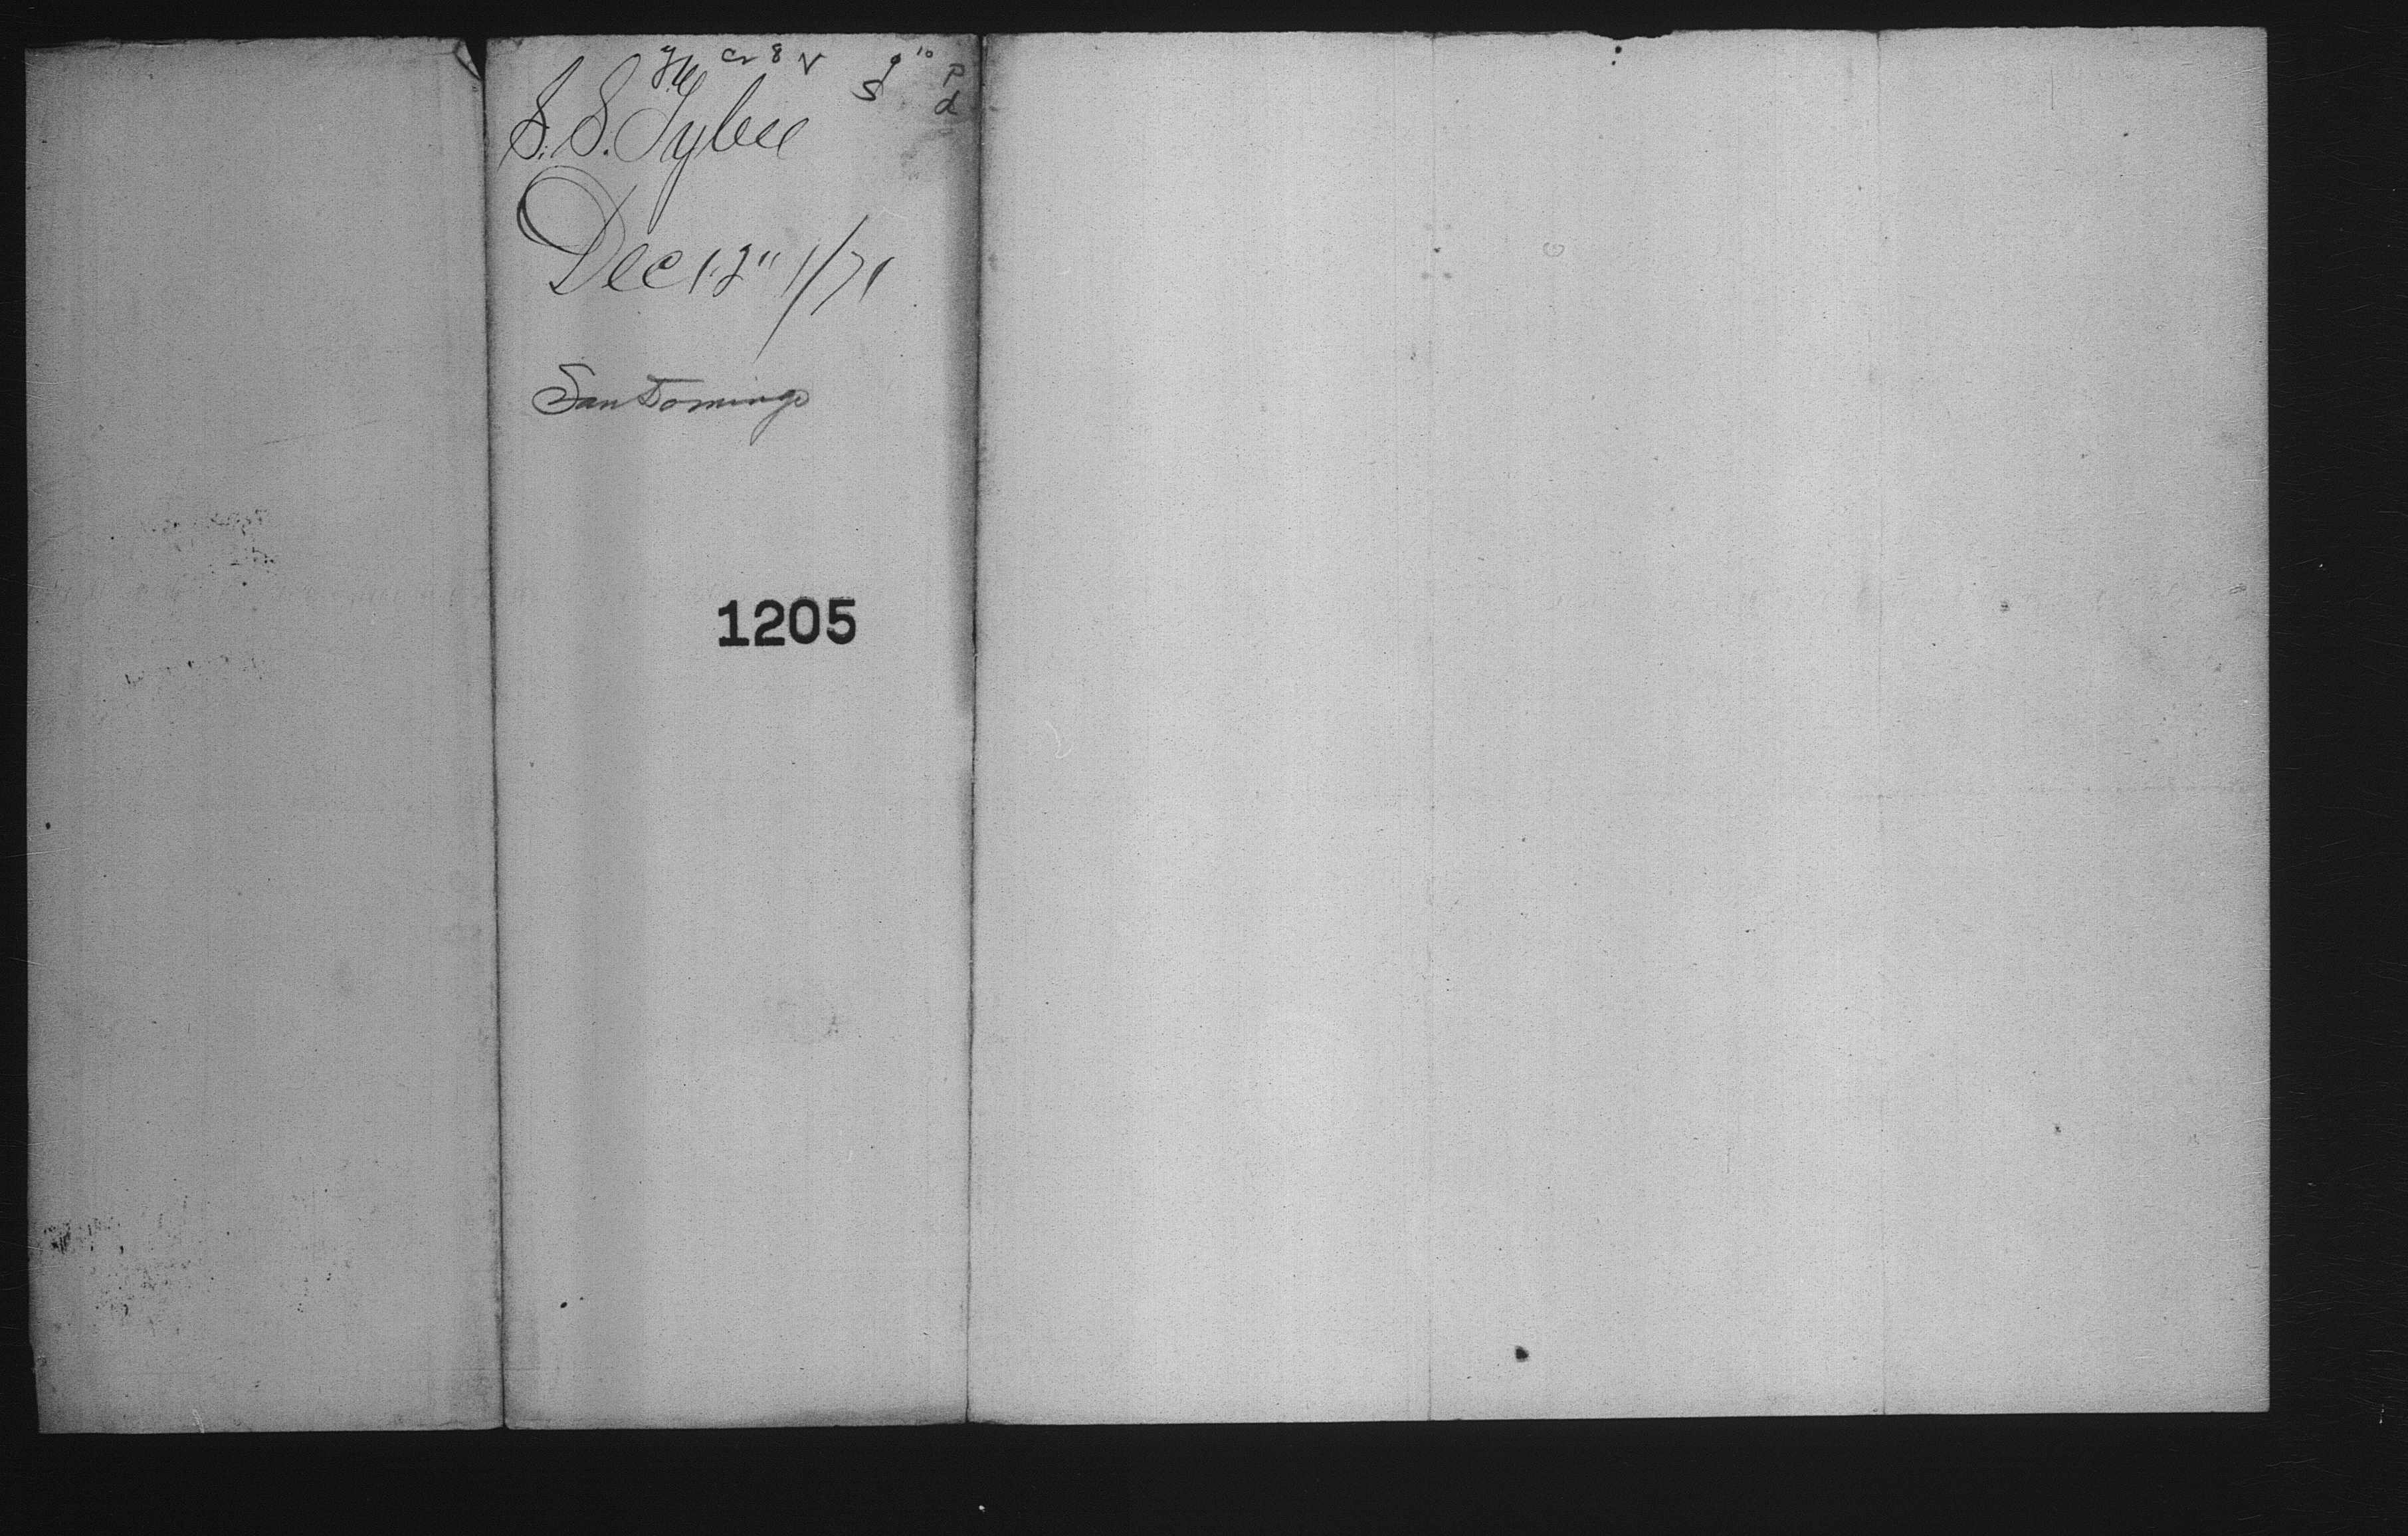 S. S. Tybee
Dec 12" 1/71
San Domingo
1205